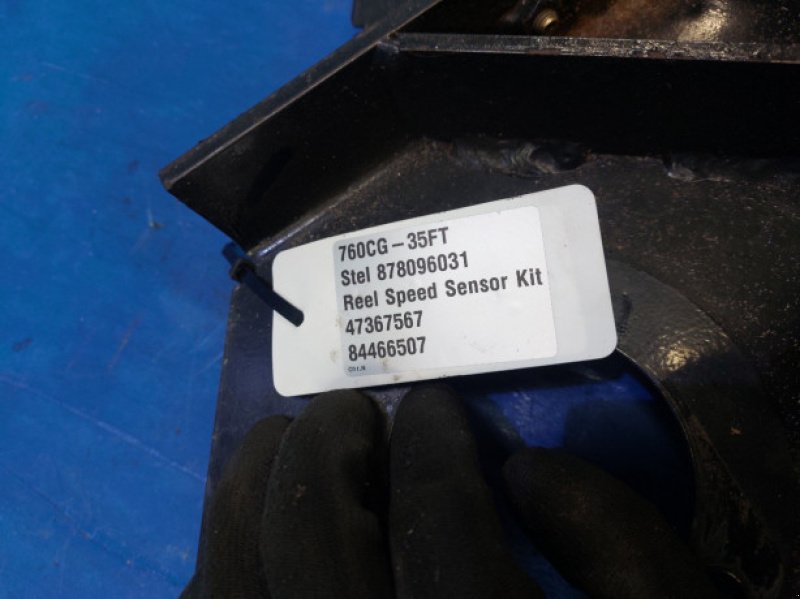 760CG-35FT
Stel 878096031
Reel Speed Sensor Kit
47367567
84466507